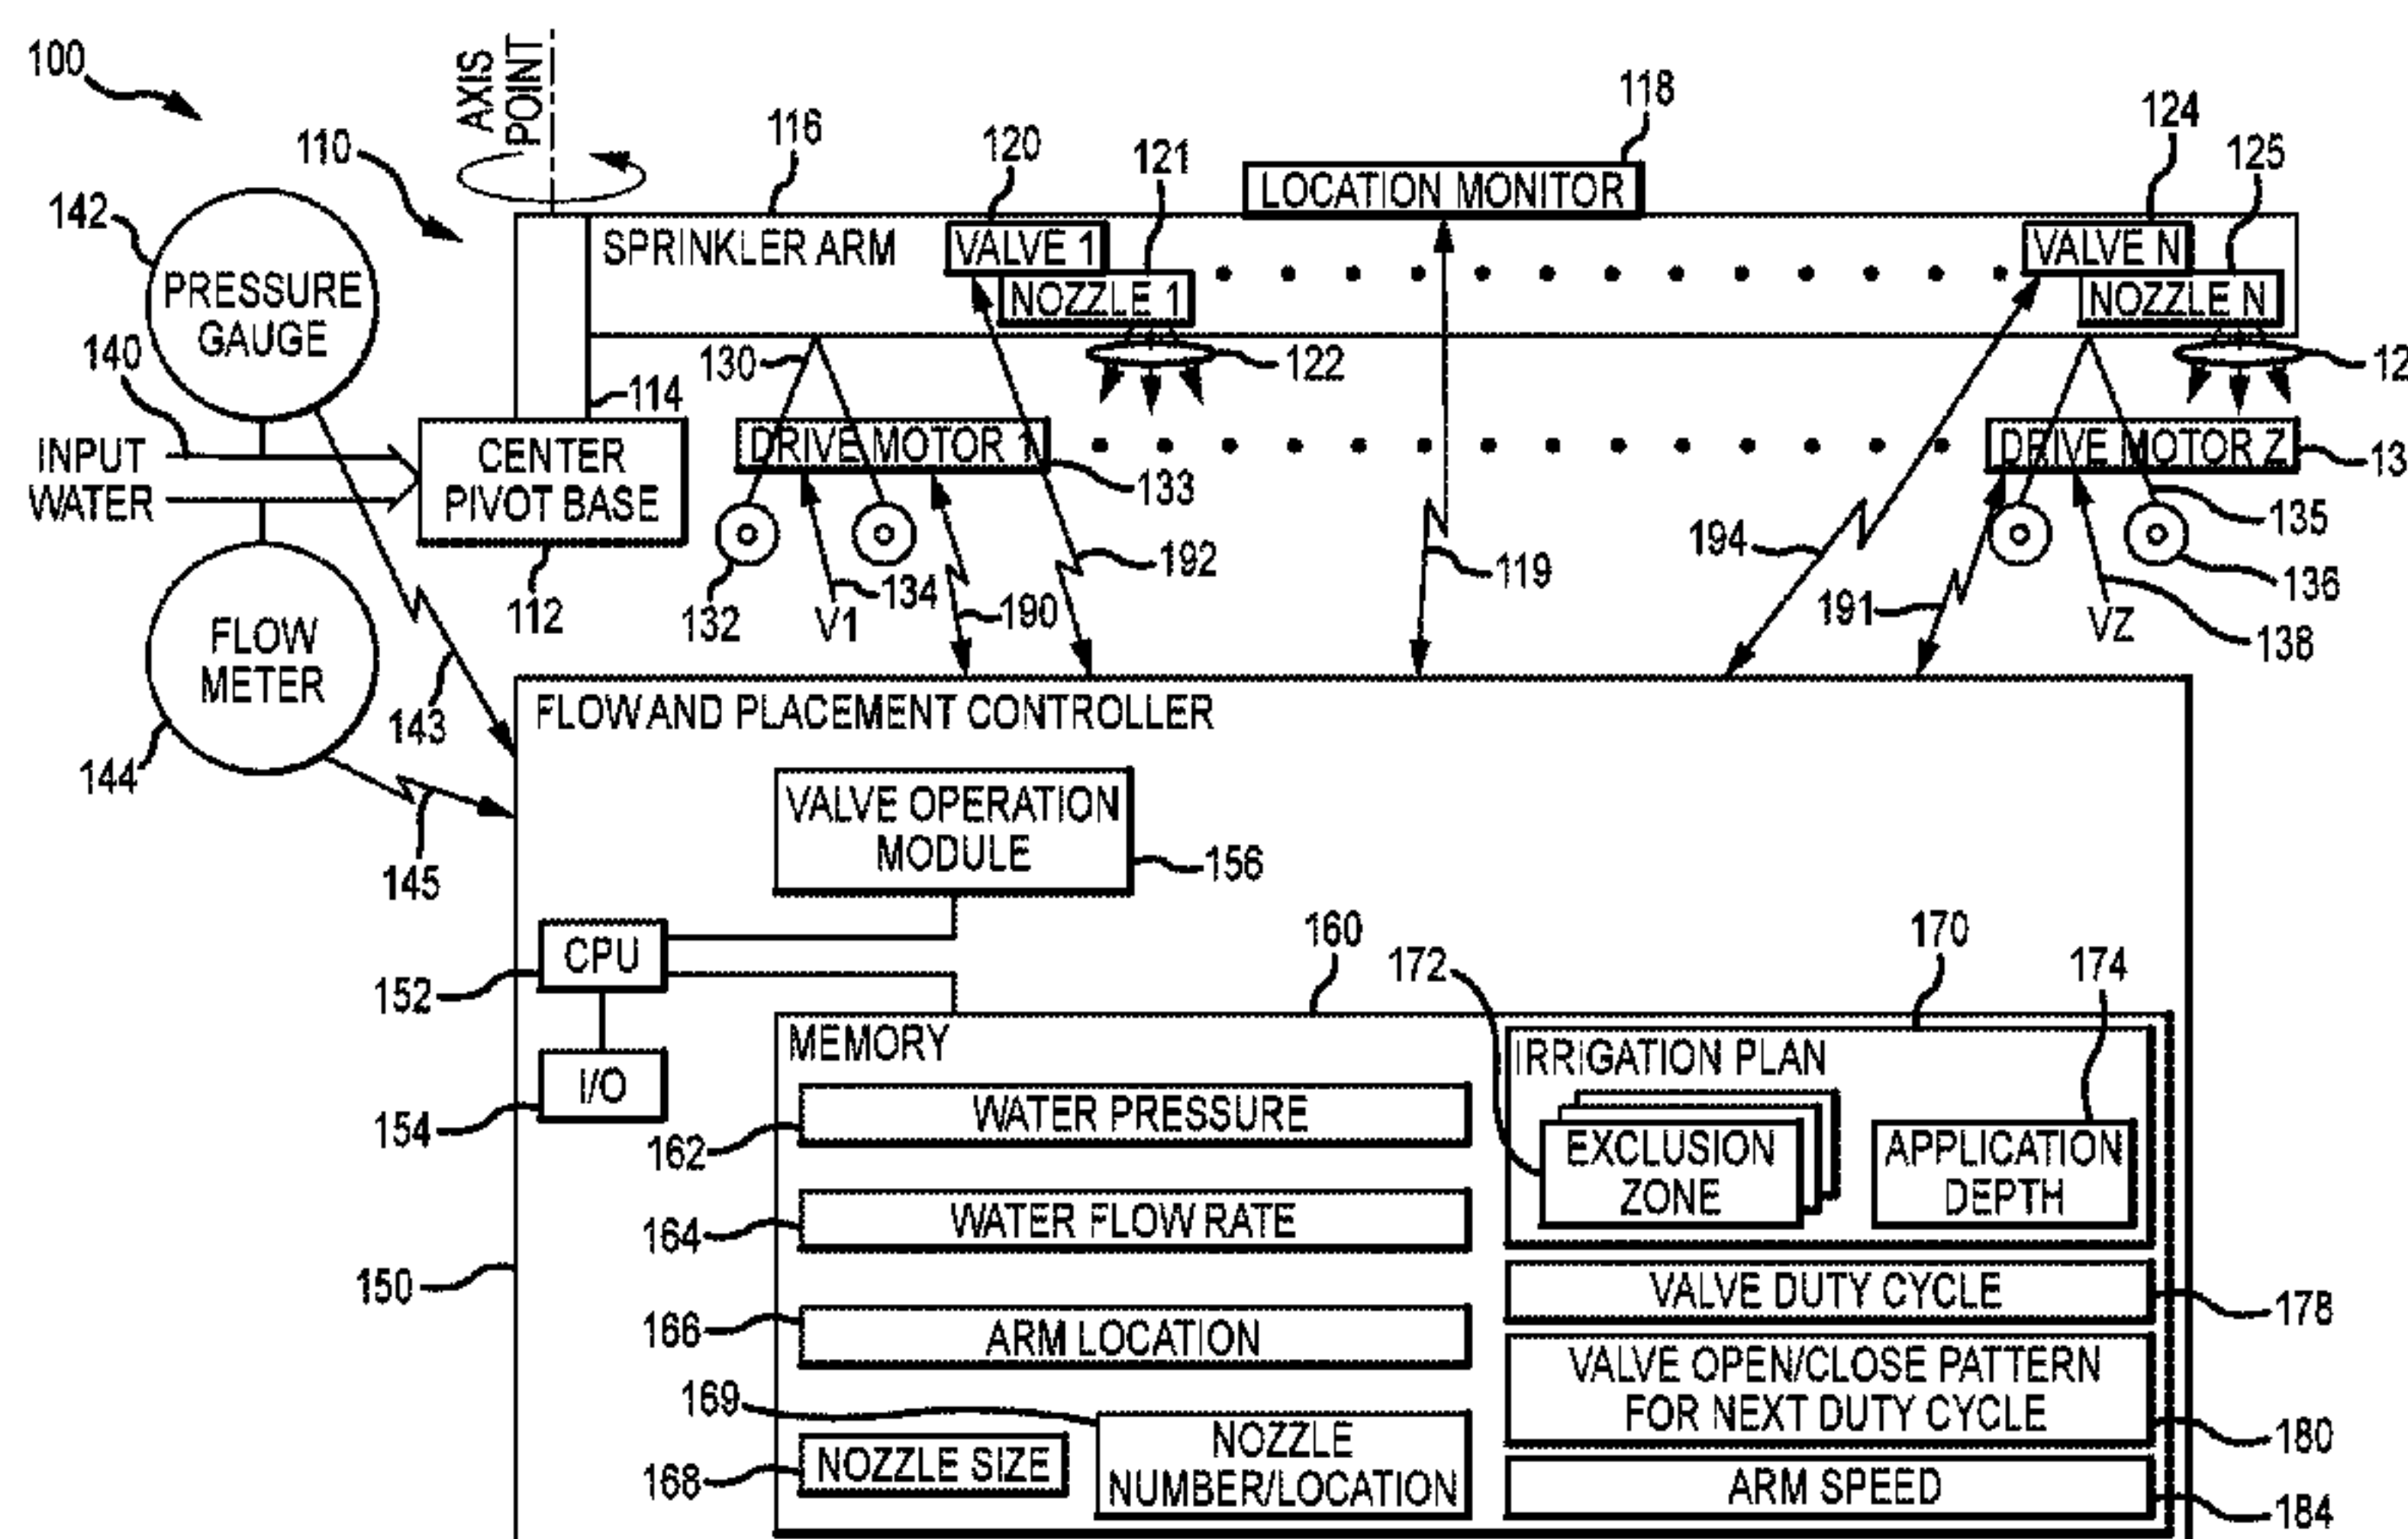 100
AXIS
POINT
110
116
120
121
118
124
125
142
PRESSURE
GAUGE
LOCATION MONITOR
SPRINKLER ARM
VALVE 1
NOZZLE 1
VALVE N
NOZZLE N
140
130
122
114
INPUT
WATER
CENTER
PIVOT BASE
DRIVE MOTOR 1
DRIVE MOTOR Z
133
135
112
132
134
V1
190
192
119
194
191
VZ
136
138
FLOW
METER
144
143
145
FLOW AND PLACEMENT CONTROLLER
VALVE OPERATION
MODULE
156
CPU
152
I/O
154
150
160
170
172
174
MEMORY
WATER PRESSURE
162
WATER FLOW RATE
164
ARM LOCATION
166
169
NOZZLE SIZE
168
NOZZLE
NUMBER/LOCATION
IRRIGATION PLAN
EXCLUSION
ZONE
APPLICATION
DEPTH
VALVE DUTY CYCLE
178
VALVE OPEN/CLOSE PATTERN
FOR NEXT DUTY CYCLE
180
ARM SPEED
184